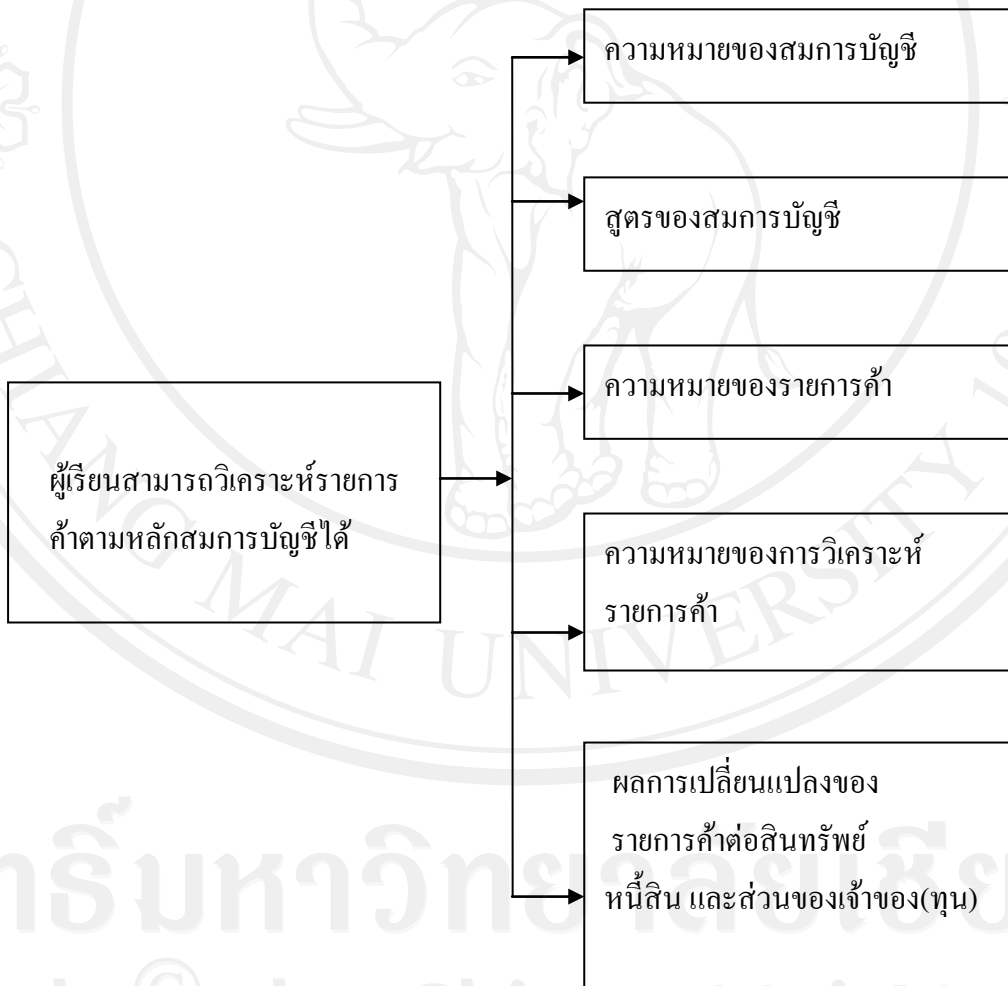 ความหมายของสมการบัญชี
สูตรของสมการบัญชี
ความหมายของรายการค้า
ผู้เรียนสามารถวิเคราะห์รายการ
ค้าตามหลักสมการบัญชีได้
ความหมายของการวิเคราะห์
รายการค้า
ผลการเปลี่ยนแปลงของ
รายการค้าต่อสินทรัพย์
หนี้สิน และส่วนของเจ้าของ(ทุน)
CHIANG MAI UNIVERSITY